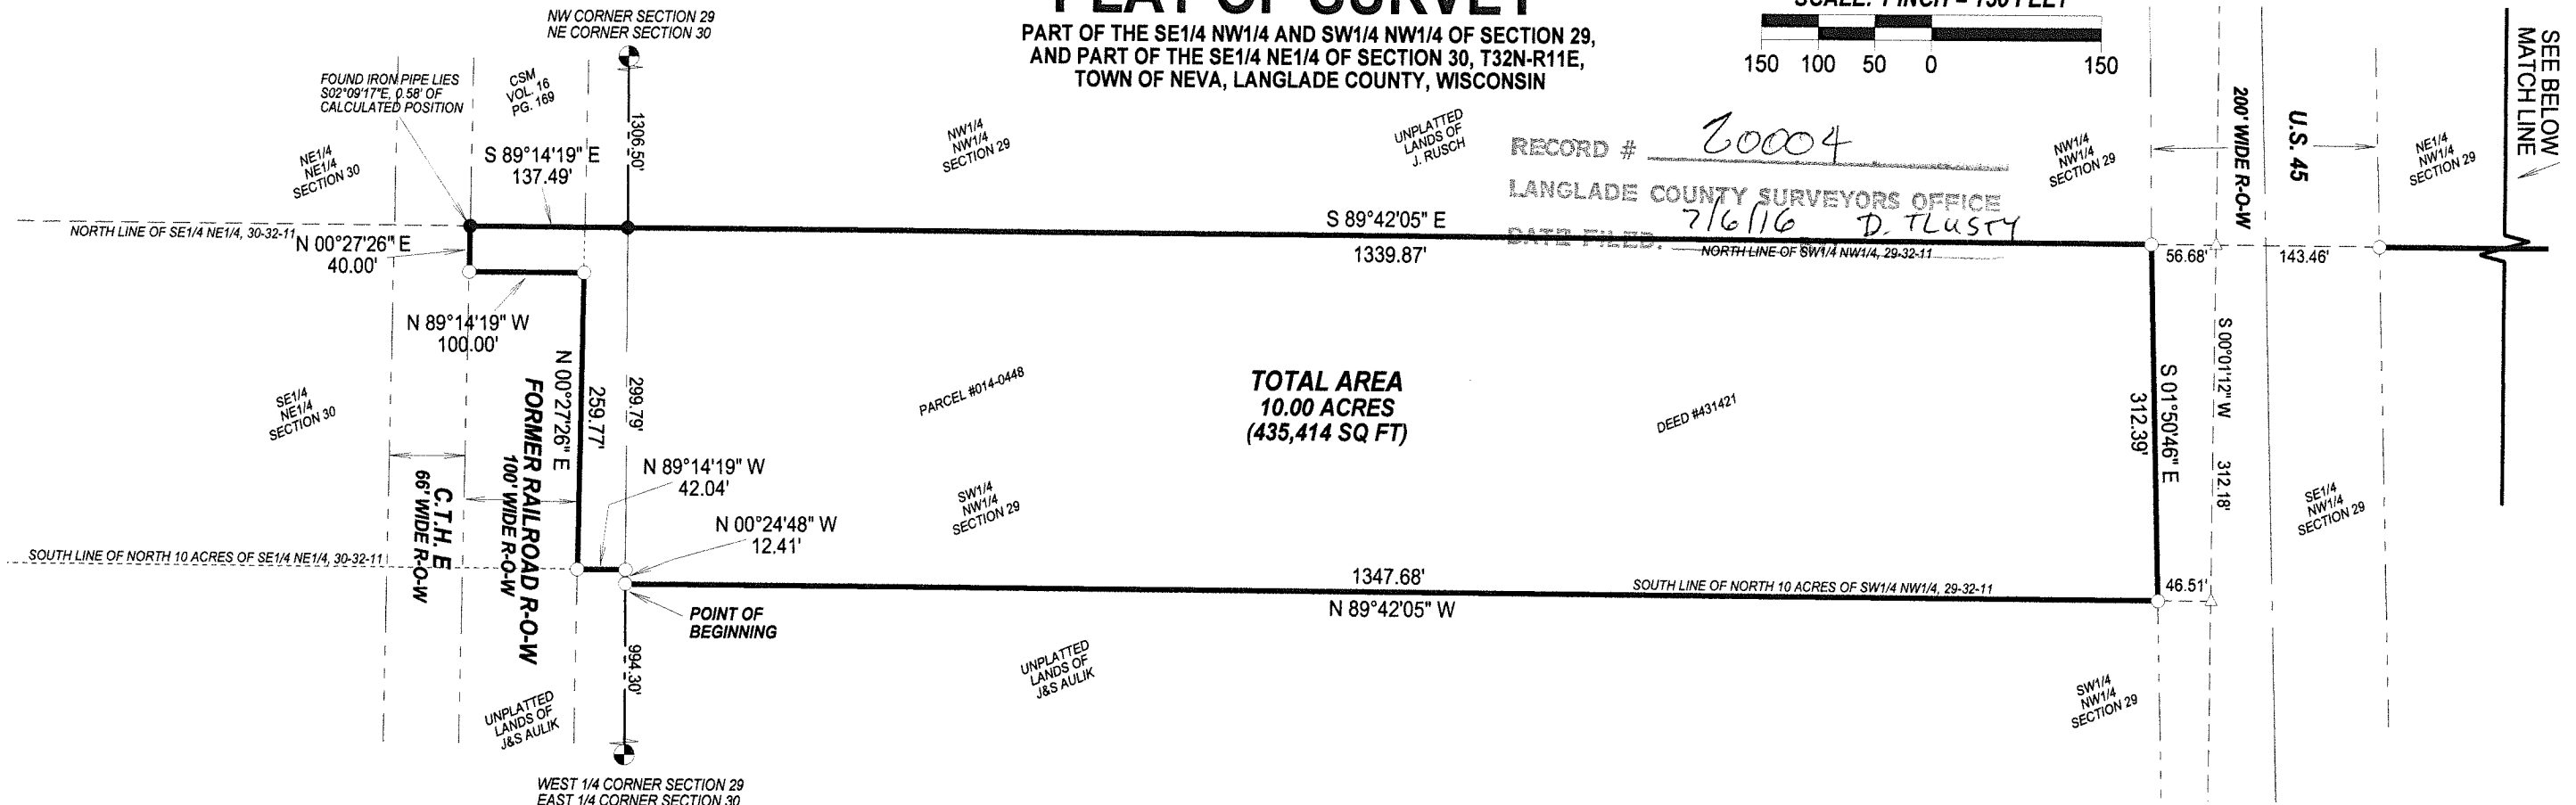 PLAT OF SURVEY
PART OF THE SE1/4 NW1/4 AND SW1/4 NW1/4 OF SECTION 29,
AND PART OF THE SE1/4 NE1/4 OF SECTION 30, T32N-R11E,
TOWN OF NEVA, LANGLADE COUNTY, WISCONSIN
SCALE: 1 INCH = 150 FEET
150 100 50 0 150
SEE BELOW
MATCH LINE
NW CORNER SECTION 29
NE CORNER SECTION 30
FOUND IRON PIPE LIES
S02°09'17"E, 0.58' OF
CALCULATED POSITION
CSM
VOL. 16
PG. 169
1306.50'
NE1/4
NE1/4
SECTION 30
S 89°14'19" E
137.49'
NW1/4
NW1/4
SECTION 29
UNPLATTED
LANDS OF
J. RUSCH
RECORD # 20004
LANGLADE COUNTY SURVEYORS OFFICE
DATE FILED: 7/6/16 D. TLUSTY
NW1/4
NW1/4
SECTION 29
200' WIDE R-O-W
U.S. 45
NE1/4
NW1/4
SECTION 29
NORTH LINE OF SE1/4 NE1/4, 30-32-11
N 00°27'26" E
40.00'
S 89°42'05" E
1339.87'
NORTH LINE OF SW1/4 NW1/4, 29-32-11
56.68'
143.46'
N 89°14'19" W
100.00'
N 00°27'26" E
259.77'
299.79'
FORMER RAILROAD R-O-W
100' WIDE R-O-W
C.T.H. E
66' WIDE R-O-W
SE1/4
NE1/4
SECTION 30
PARCEL #014-0448
TOTAL AREA
10.00 ACRES
(435,414 SQ FT)
DEED #431421
S 01°50'46" E
312.39'
S 00°01'12" W 312.18'
N 89°14'19" W
42.04'
N 00°24'48" W
12.41'
SW1/4
NW1/4
SECTION 29
SE1/4
NW1/4
SECTION 29
SOUTH LINE OF NORTH 10 ACRES OF SE1/4 NE1/4, 30-32-11
1347.68'
N 89°42'05" W
SOUTH LINE OF NORTH 10 ACRES OF SW1/4 NW1/4, 29-32-11
46.51'
POINT OF
BEGINNING
994.30'
UNPLATTED
LANDS OF
J&S AULIK
UNPLATTED
LANDS OF
J&S AULIK
SW1/4
NW1/4
SECTION 29
WEST 1/4 CORNER SECTION 29
EAST 1/4 CORNER SECTION 30